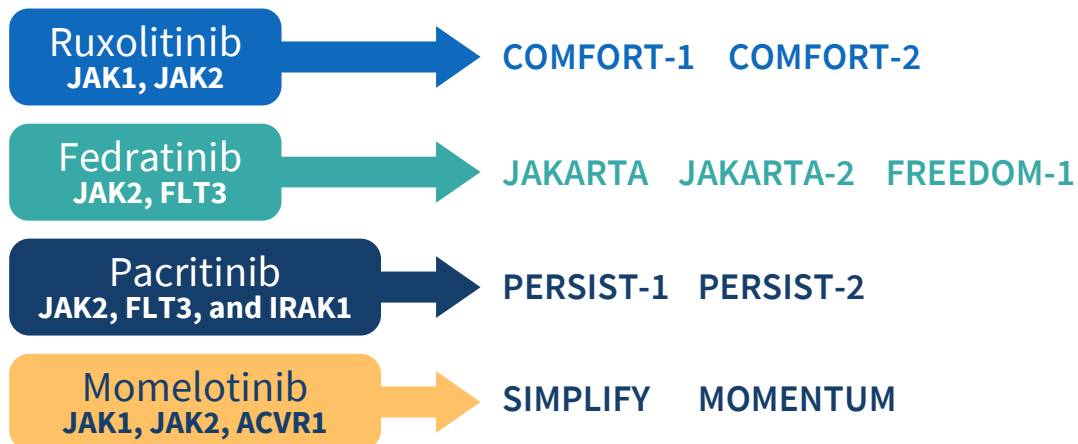 Ruxolitinib
JAK1, JAK2
COMFORT-1 COMFORT-2
Fedratinib
JAK2, FLT3
JAKARTA JAKARTA-2 FREEDOM-1
Pacritinib
JAK2, FLT3, and IRAK1
PERSIST-1 PERSIST-2
Momelotinib
JAK1, JAK2, ACVR1
SIMPLIFY MOMENTUM